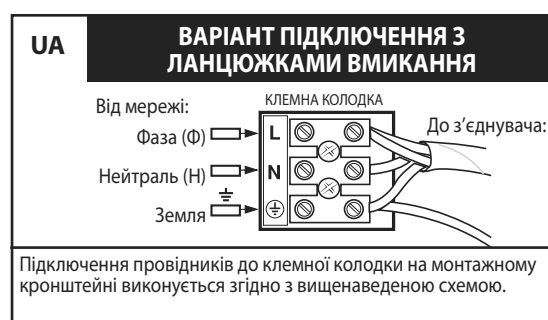 UA
ВАРІАНТ ПІДКЛЮЧЕННЯ З
ЛАНЦЮЖКАМИ ВМИКАННЯ
Від мережі:
КЛЕМНА КОЛОДКА
До з’єднувача:
Фаза (Ф)
L
Нейтраль (Н)
N
Земля
Підключення провідників до клемної колодки на монтажному
кронштейні виконується згідно з вищенаведеною схемою.